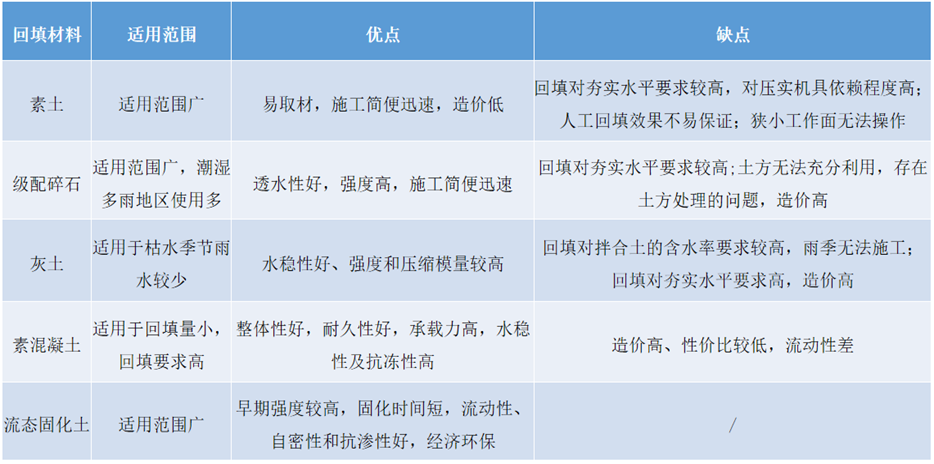 回填材料 适用范围 优点 缺点
素土 适用范围广 易取材，施工简便迅速，造价低 回填对夯实水平要求较高，对压实机具依赖程度高；
人工回填效果不易保证；狭小工作面无法操作
级配碎石 适用范围广，潮湿
多雨地区使用多 透水性好，强度高，施工简便迅速 回填对夯实水平要求较高;土方无法充分利用，存在
土方处理的问题，造价高
灰土 适用于枯水季节雨
水较少 水稳性好、强度和压缩模量较高 回填对拌合土的含水率要求较高，雨季无法施工；
回填对夯实水平要求高，造价高
素混凝土 适用于回填量小，
回填要求高 整体性好，耐久性好，承载力高，水稳
性及抗冻性高 造价高、性价比较低，流动性差
流态固化土 适用范围广 早期强度较高，固化时间短，流动性、
自密性和抗渗性好，经济环保 /